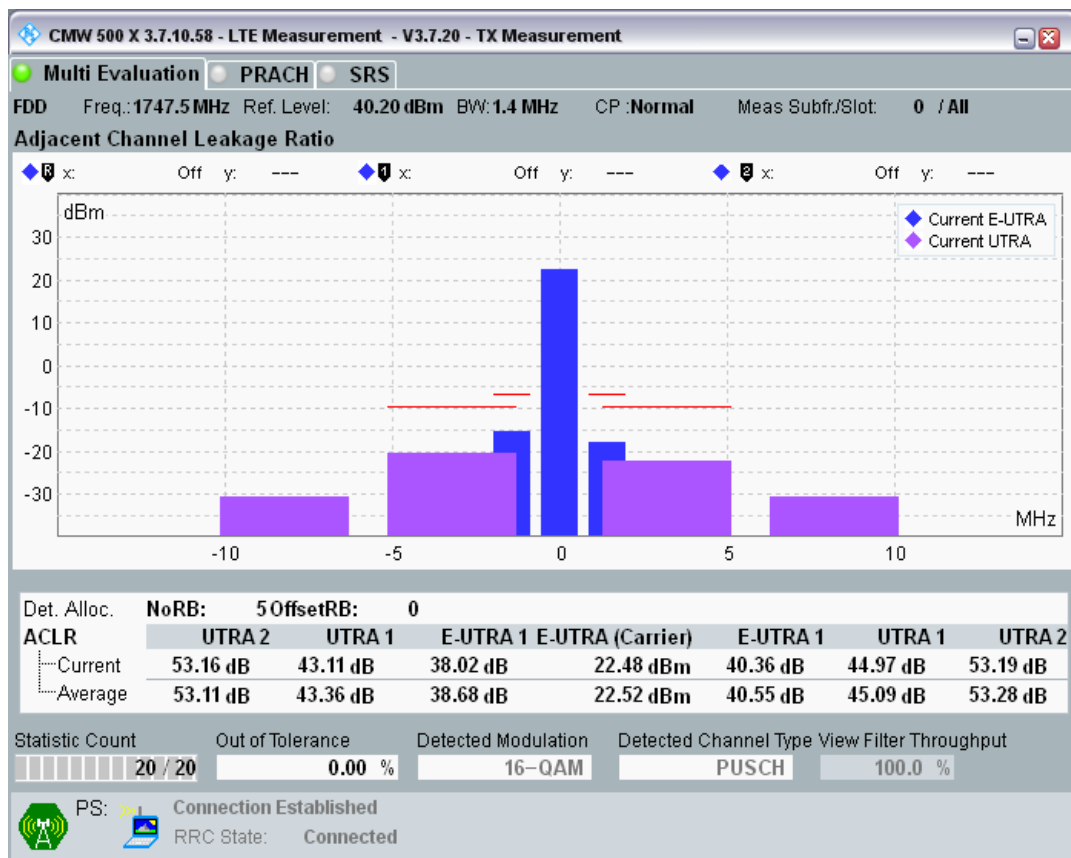 CMW 500 X 3.7.10.58 - LTE Measurement - V3.7.20 - TX Measurement
Multi Evaluation PRACH SRS
FDD Freq.:1747.5 MHz Ref. Level: 40.20 dBm BW:1.4 MHz CP :Normal Meas Subfr./Slot: 0 / All
Adjacent Channel Leakage Ratio
R x: Off y: --- 1 x: Off y: --- 2 x: Off y: ---
dBm
Current E-UTRA
Current UTRA
30
20
10
0
-10
-20
-30
MHz
-10 -5 0 5 10
Det. Alloc. NoRB: 5 OffsetRB: 0
ACLR UTRA 2 UTRA 1 E-UTRA 1 E-UTRA (Carrier) E-UTRA 1 UTRA 1 UTRA 2
Current 53.16 dB 43.11 dB 38.02 dB 22.48 dBm 40.36 dB 44.97 dB 53.19 dB
Average 53.11 dB 43.36 dB 38.68 dB 22.52 dBm 40.55 dB 45.09 dB 53.28 dB
Statistic Count Out of Tolerance Detected Modulation Detected Channel Type View Filter Throughput
20 / 20 0.00 % 16-QAM PUSCH 100.0 %
PS: Connection Established
RRC State: Connected